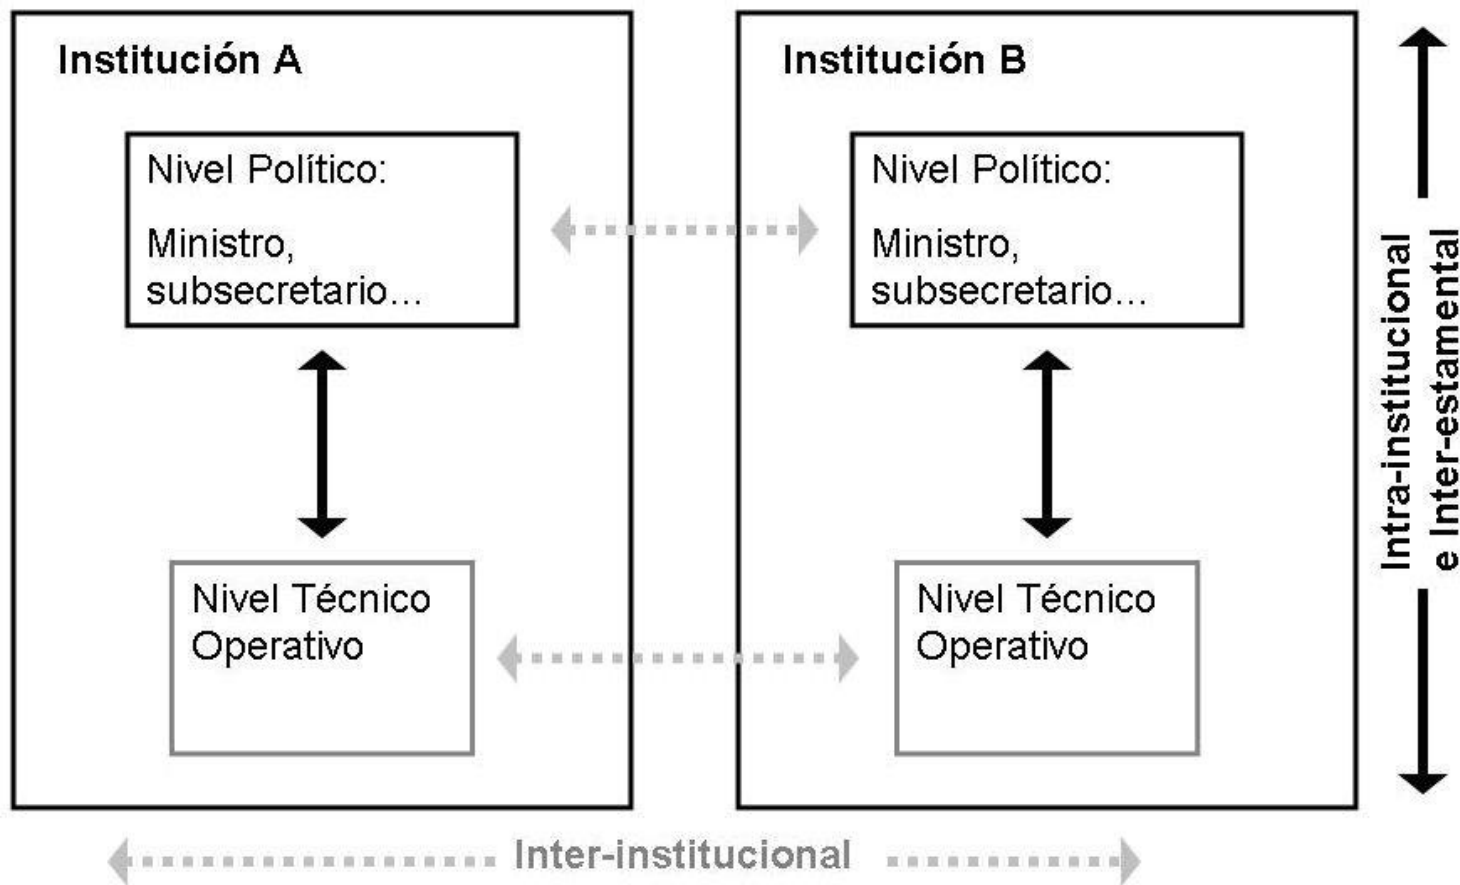 Institución A
Nivel Político:
Ministro,
subsecretario...
Nivel Técnico
Operativo
Institución B
Nivel Político:
Ministro,
subsecretario...
Nivel Técnico
Operativo
Intra-institucional
e Inter-estamental
Inter-institucional